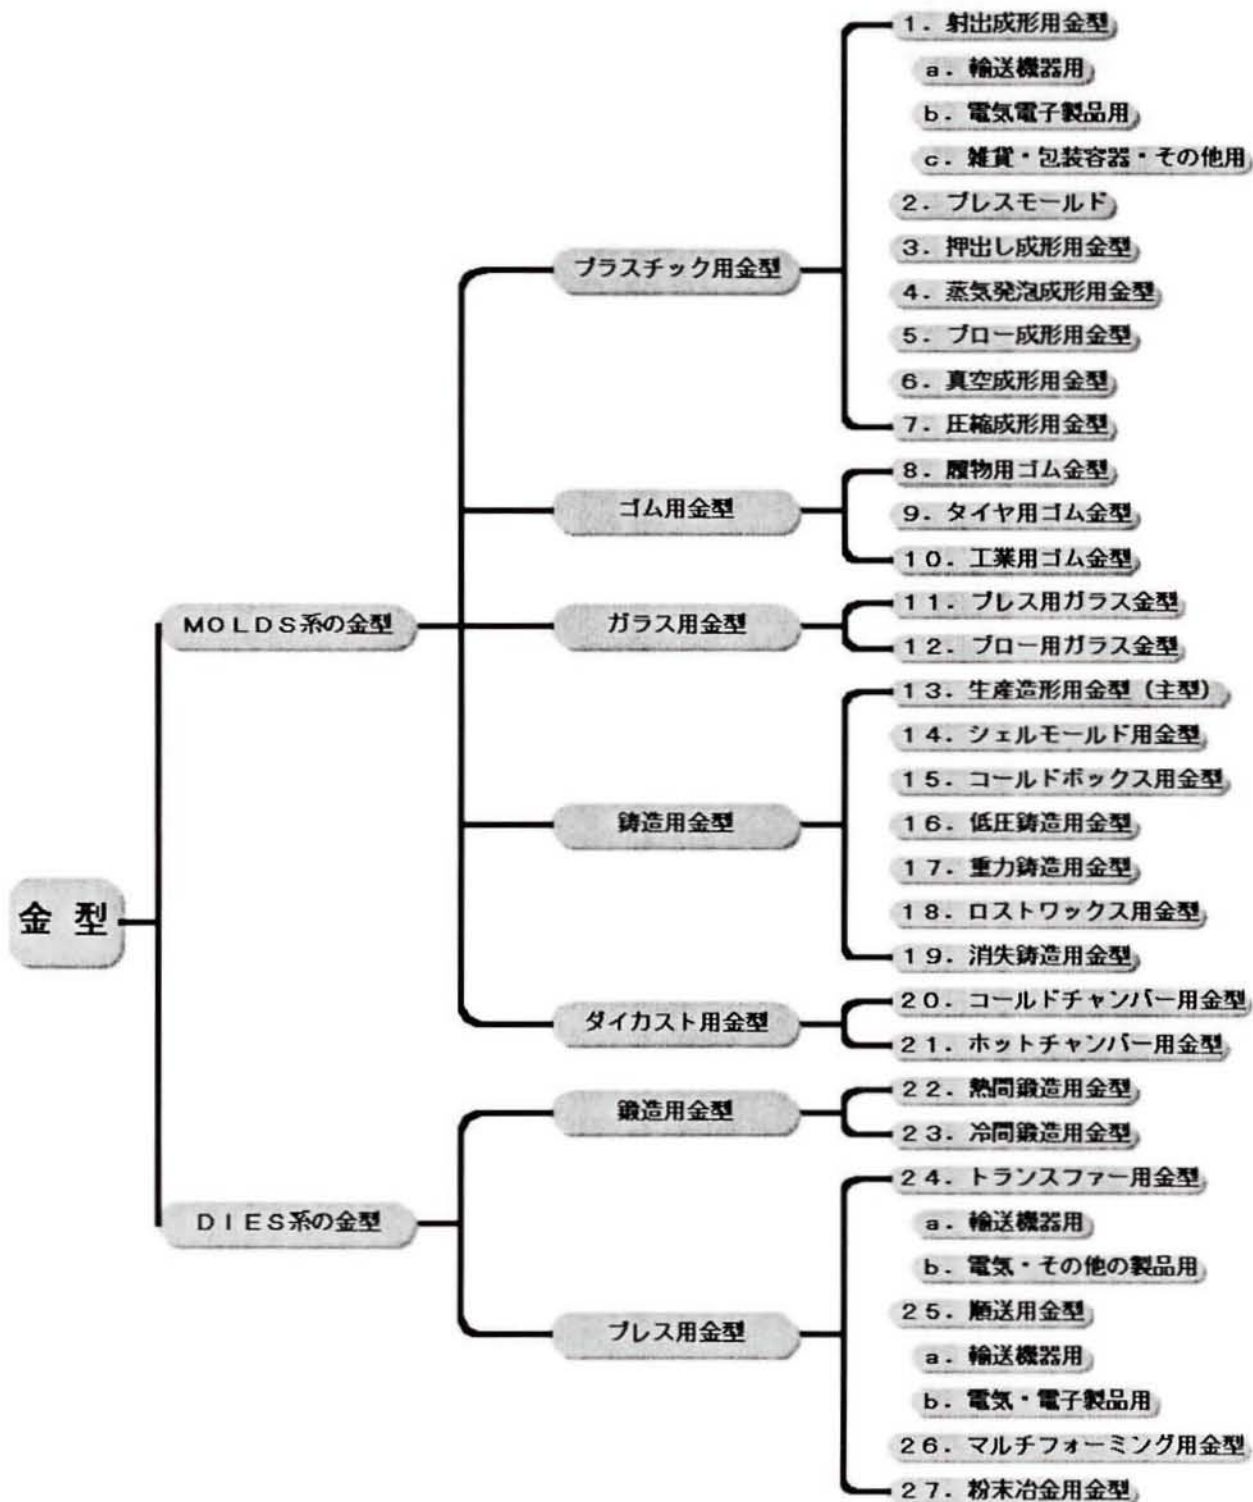 金 型
MOLDS系の金型
プラスチック用金型
1. 射出成形用金型
a. 輸送機器用
b. 電気電子製品用
c. 雑貨・包装容器・その他用
2. プレスモールド
3. 押出し成形用金型
4. 蒸気発泡成形用金型
5. ブロー成形用金型
6. 真空成形用金型
7. 圧縮成形用金型
ゴム用金型
8. 履物用ゴム金型
9. タイヤ用ゴム金型
10. 工業用ゴム金型
ガラス用金型
11. プレス用ガラス金型
12. ブロー用ガラス金型
鋳造用金型
13. 生産造形用金型（主型）
14. シェルモールド用金型
15. コールドボックス用金型
16. 低圧鋳造用金型
17. 重力鋳造用金型
18. ロストワックス用金型
19. 消失鋳造用金型
ダイカスト用金型
20. コールドチャンバー用金型
21. ホットチャンバー用金型
DIES系の金型
鍛造用金型
22. 熱間鍛造用金型
23. 冷間鍛造用金型
プレス用金型
24. トランスファー用金型
a. 輸送機器用
b. 電気・その他の製品用
25. 順送用金型
a. 輸送機器用
b. 電気・電子製品用
26. マルチフォーミング用金型
27. 粉末冶金用金型